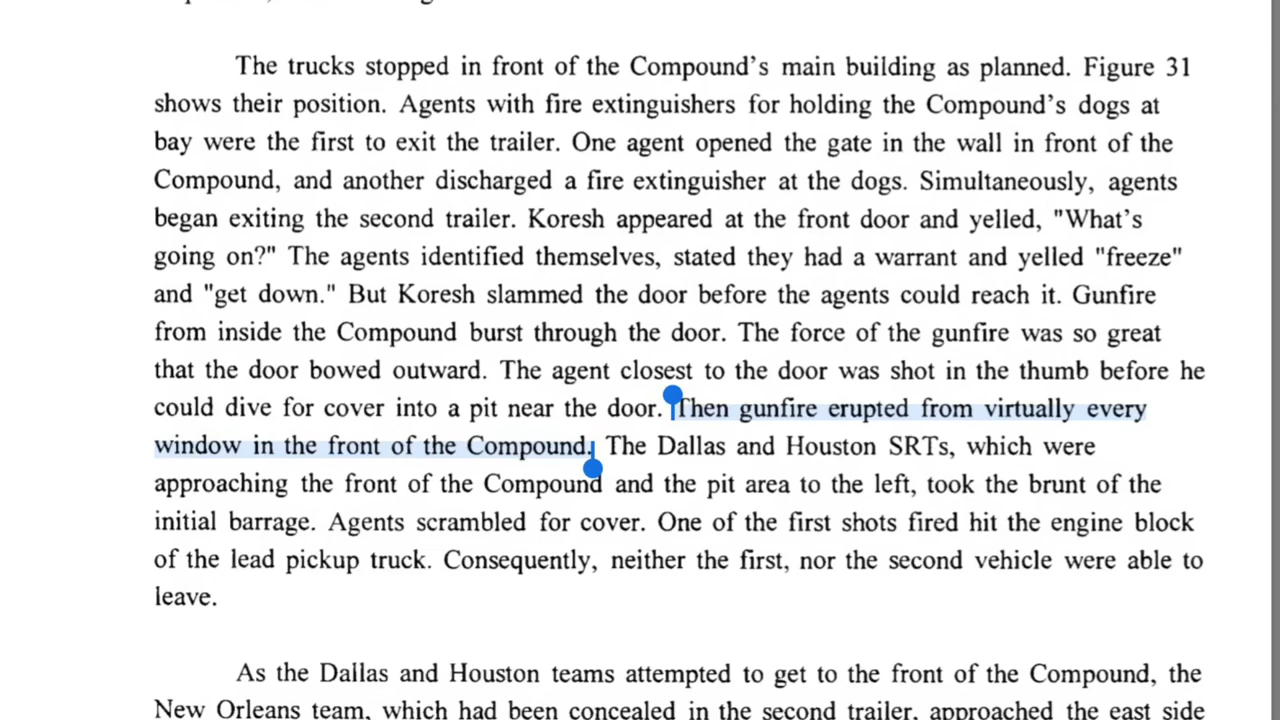 The trucks stopped in front of the Compound's main building as planned. Figure 31
shows their position. Agents with fire extinguishers for holding the Compound's dogs at
bay were the first to exit the trailer. One agent opened the gate in the wall in front of the
Compound, and another discharged a fire extinguisher at the dogs. Simultaneously, agents
began exiting the second trailer. Koresh appeared at the front door and yelled, "What's
going on?" The agents identified themselves, stated they had a warrant and yelled "freeze"
and "get down." But Koresh slammed the door before the agents could reach it. Gunfire
from inside the Compound burst through the door. The force of the gunfire was so great
that the door bowed outward. The agent closest to the door was shot in the thumb before he
could dive for cover into a pit near the door. Then gunfire erupted from virtually every
window in the front of the Compound. The Dallas and Houston SRTs, which were
approaching the front of the Compound and the pit area to the left, took the brunt of the
initial barrage. Agents scrambled for cover. One of the first shots fired hit the engine block
of the lead pickup truck. Consequently, neither the first, nor the second vehicle were able to
leave.
As the Dallas and Houston teams attempted to get to the front of the Compound, the
New Orleans team, which had been concealed in the second trailer, approached the east side